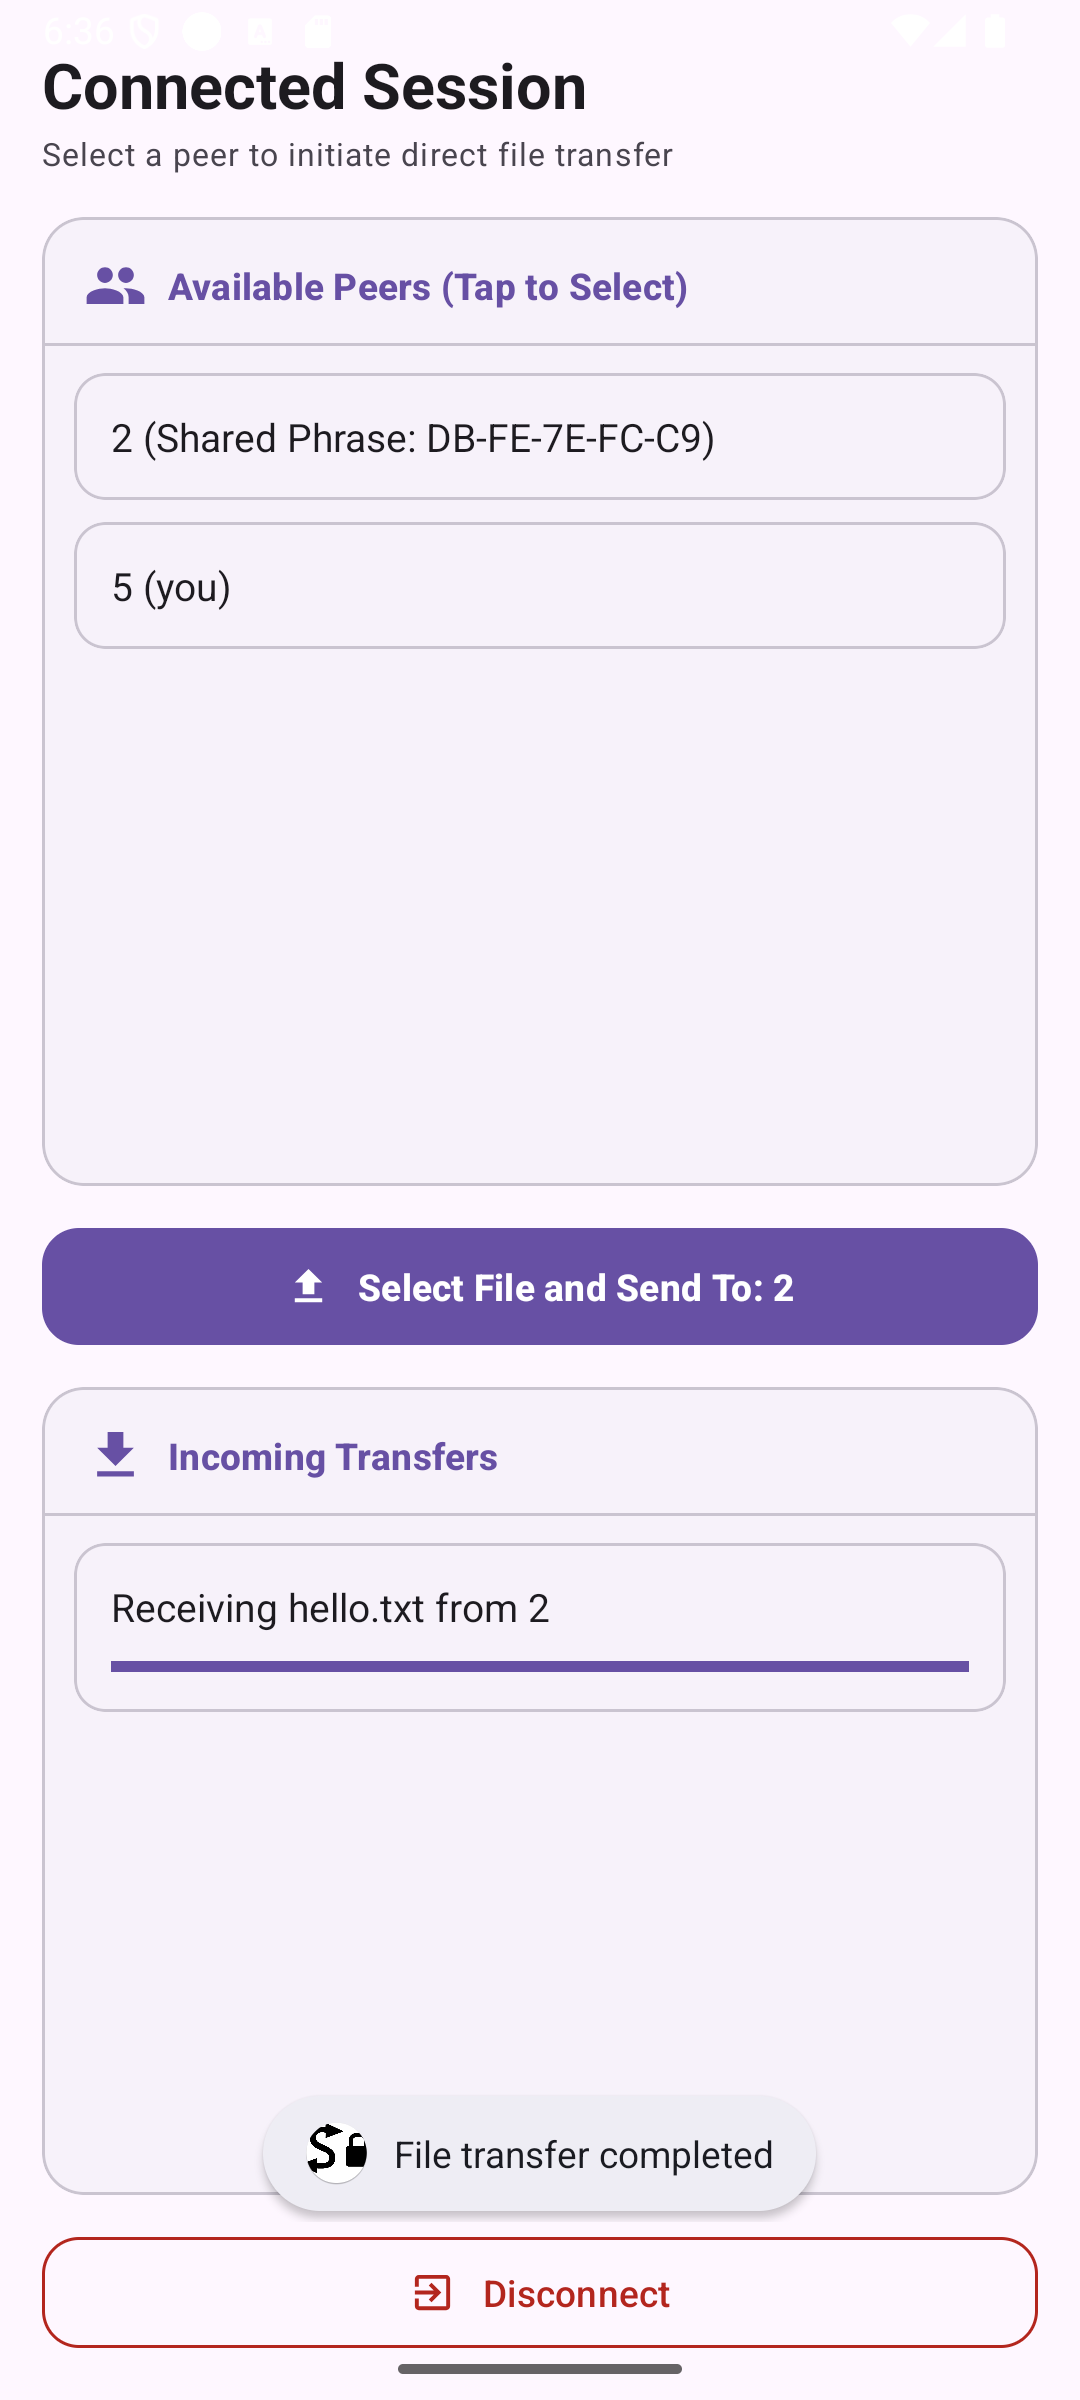 6:36
Connected Session
Select a peer to initiate direct file transfer
Available Peers (Tap to Select)
2 (Shared Phrase: DB-FE-7E-FC-C9)
5 (you)
Select File and Send To: 2
Incoming Transfers
Receiving hello.txt from 2
File transfer completed
Disconnect